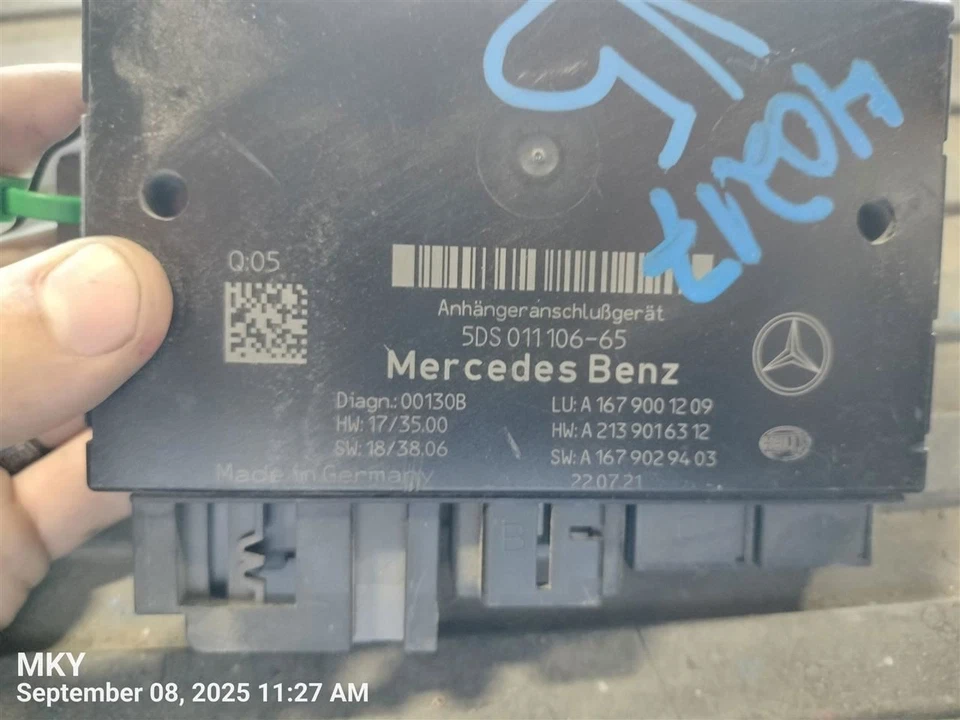 Q:05
Anhängeranschlußgerät
5DS 011 106-65
Mercedes Benz
Diagn.: 00130B
HW: 17/35.00
SW: 18/38.06
Made in Germany
LU: A 167 900 12 09
HW: A 213 901 63 12
SW: A 167 902 94 03
22.07.21
B
MKY
September 08, 2025 11:27 AM